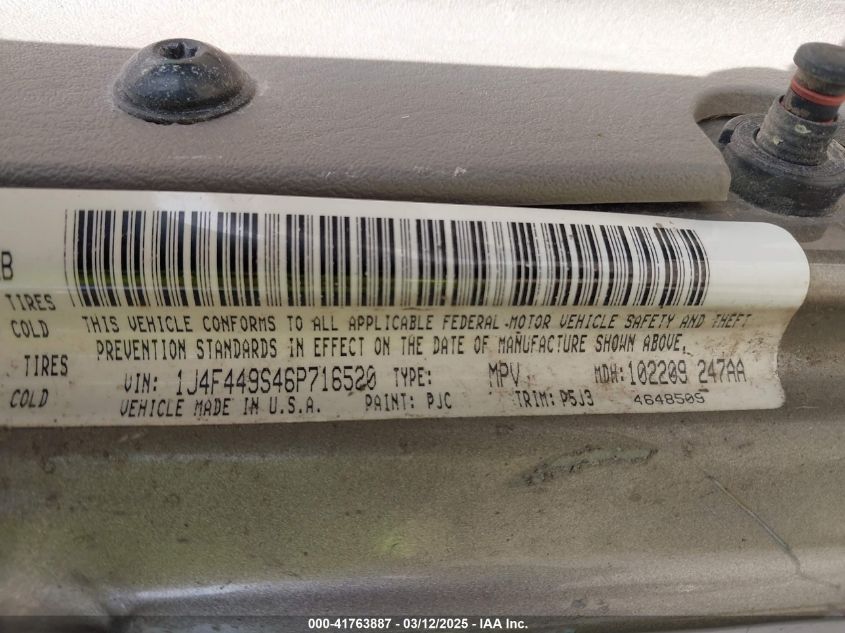 B
TIRES
COLD
TIRES
COLD
THIS VEHICLE CONFORMS TO ALL APPLICABLE FEDERAL MOTOR VEHICLE SAFETY AND THEFT
PREVENTION STANDARDS IN EFFECT ON THE DATE OF MANUFACTURE SHOWN ABOVE.
VIN: 1J4F449S46P716520 TYPE: MPV MDH: 102209 247AA
VEHICLE MADE IN U.S.A. PAINT: PJC TRIM: P5J3 4648509
000-41763887 - 03/12/2025 - IAA Inc.